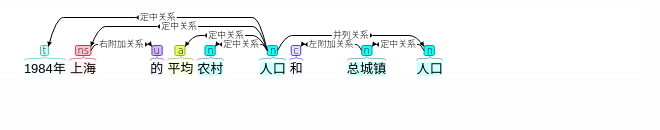 定中关系
定中关系
定中关系 并列关系
右附加关系 定中关系 左附加关系 定中关系
t ns u a n n c n n
1984年 上海 的 平均 农村 人口 和 总城镇 人口